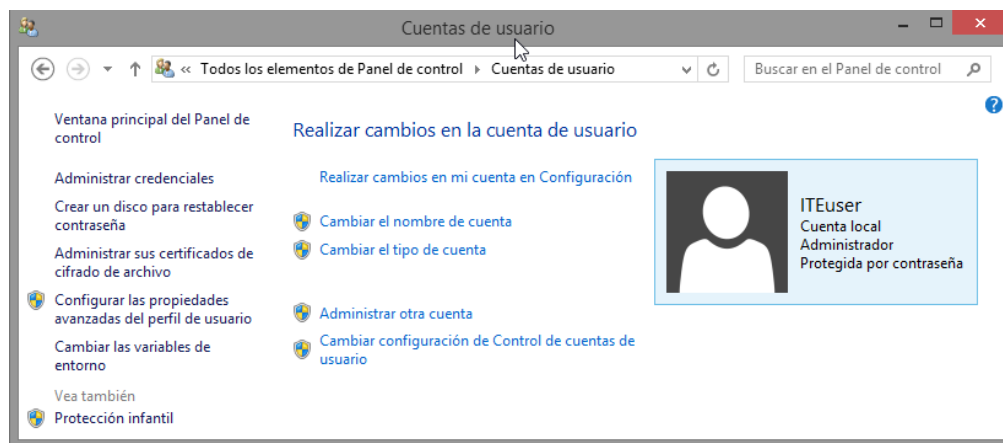 Cuentas de usuario
« Todos los elementos de Panel de control Cuentas de usuario
Buscar en el Panel de control
Ventana principal del Panel de
control
Administrar credenciales
Crear un disco para restablecer
contraseña
Administrar sus certificados de
cifrado de archivo
Configurar las propiedades
avanzadas del perfil de usuario
Cambiar las variables de
entorno
Vea también
Protección infantil
Realizar cambios en la cuenta de usuario
Realizar cambios en mi cuenta en Configuración
Cambiar el nombre de cuenta
Cambiar el tipo de cuenta
Administrar otra cuenta
Cambiar configuración de Control de cuentas de
usuario
ITEuser
Cuenta local
Administrador
Protegida por contraseña